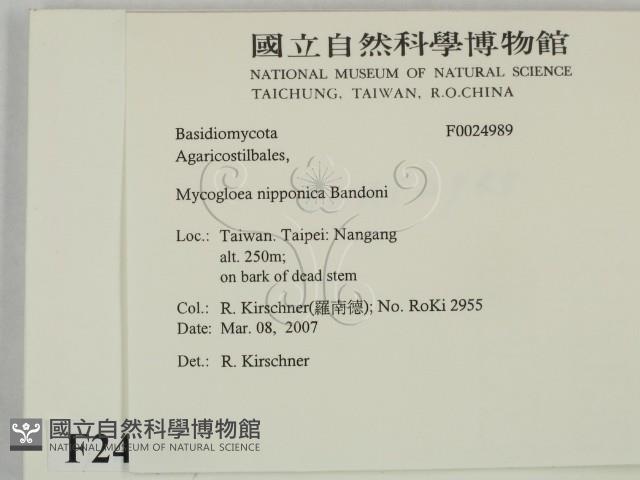 國立自然科學博物館
NATIONAL MUSEUM OF NATURAL SCIENCE
TAICHUNG, TAIWAN, R.O.CHINA
Basidiomycota F0024989
Agaricostilbales,
Mycogloea nipponica Bandoni
Loc.: Taiwan. Taipei: Nangang
alt. 250m;
on bark of dead stem
Col.: R. Kirschner(羅南德); No. RoKi 2955
Date: Mar. 08, 2007
Det.: R. Kirschner
國立自然科學博物館
NATIONAL MUSEUM OF NATURAL SCIENCE
F24